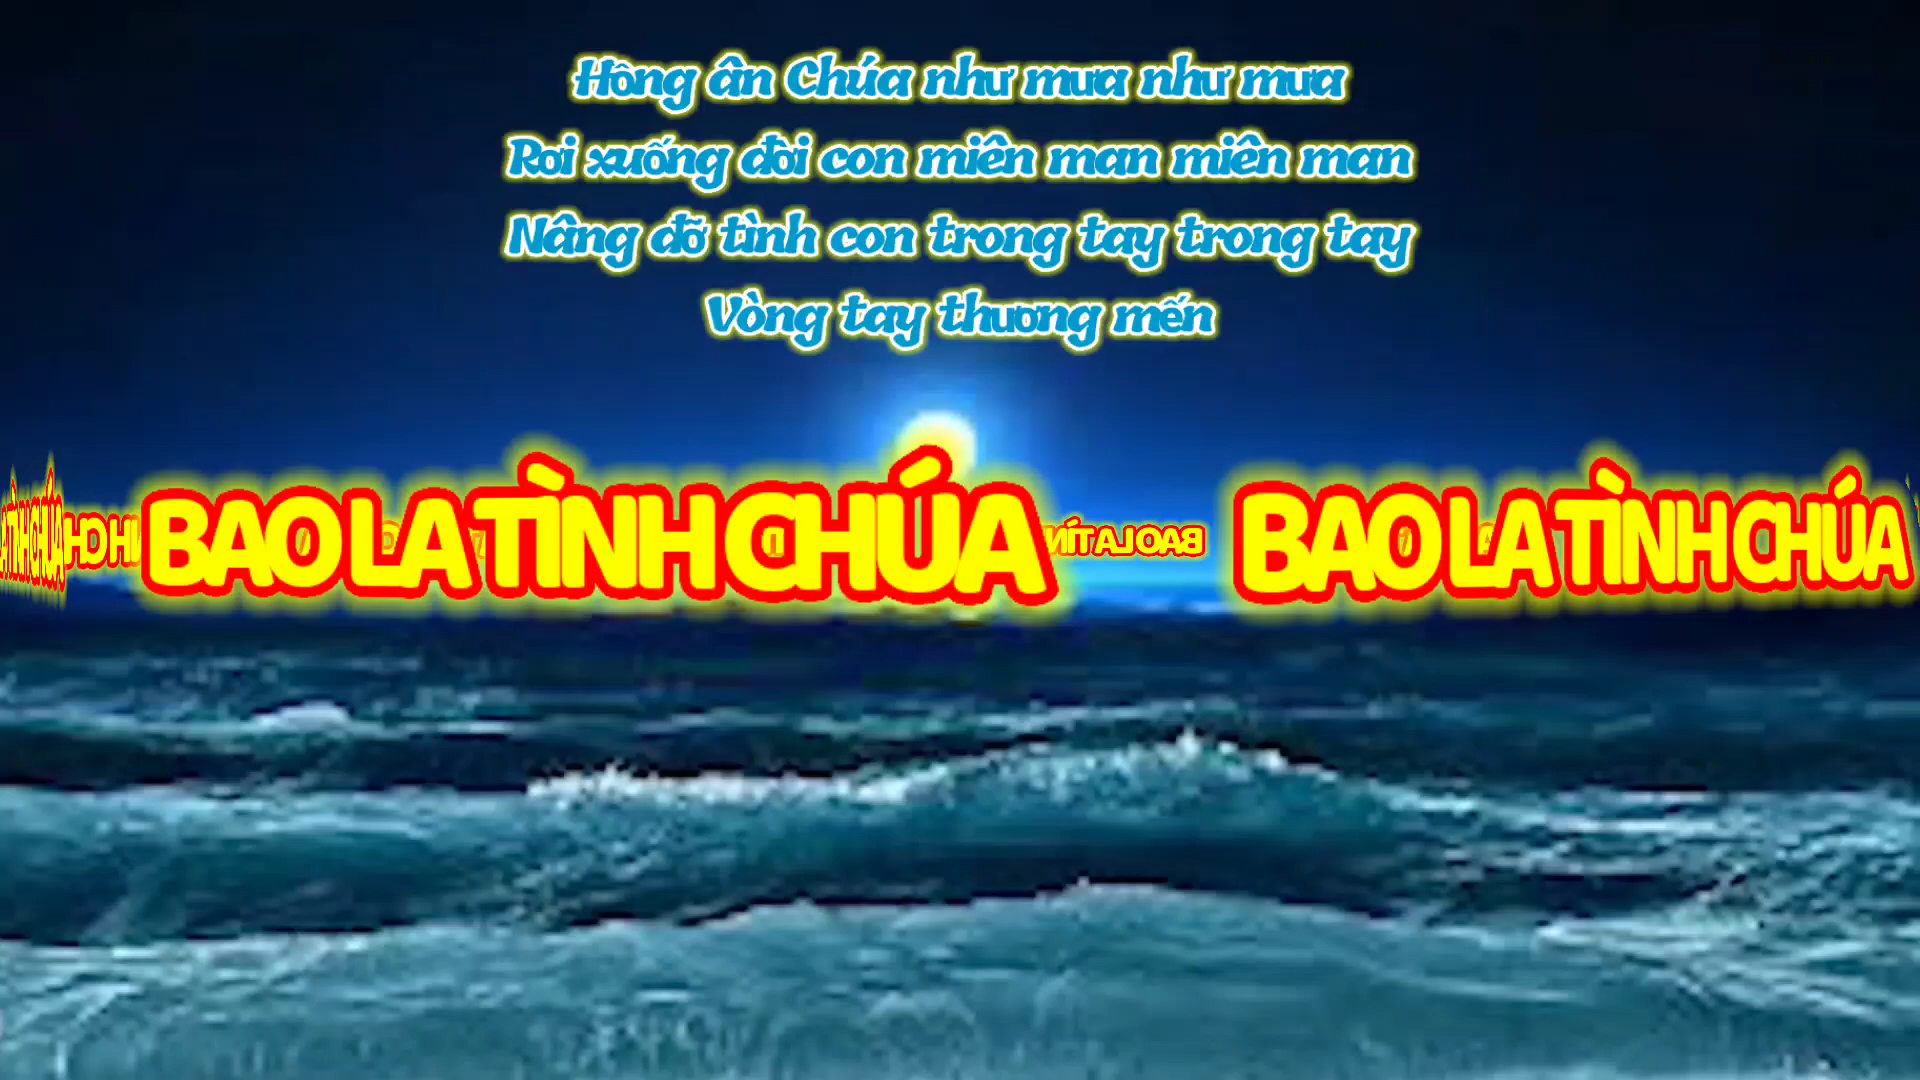 Hồng ân Chúa như mưa như mưa
Rơi xuống đời con miên man miên man
Nâng đỡ tình con trong tay trong tay
Vòng tay thương mến
BAO LA TÌNH CHÚA BAO LA TÌNH CHÚA